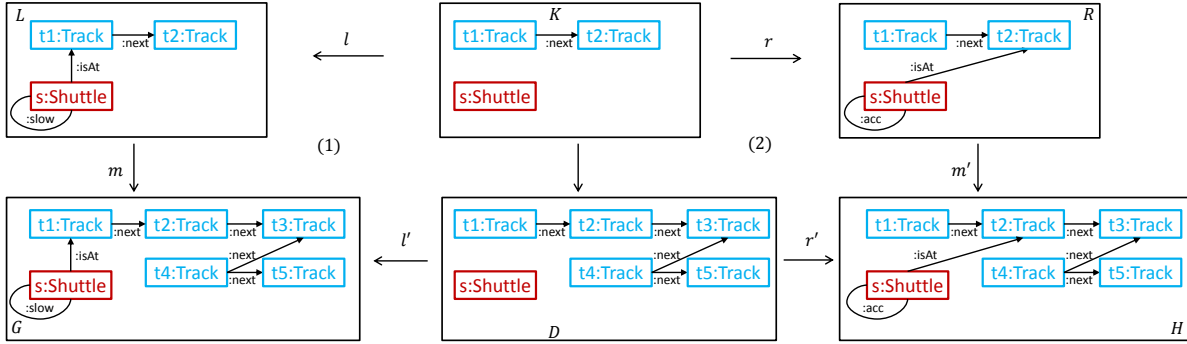 L
t1:Track
:next
t2:Track
:isAt
s:Shuttle
:slow
l
K
t1:Track
:next
t2:Track
s:Shuttle
r
R
t1:Track
:next
t2:Track
:isAt
s:Shuttle
:acc
(1)
(2)
m
m′
t1:Track
:next
t2:Track
:next
t3:Track
:isAt
:next
t4:Track
:next
t5:Track
s:Shuttle
:slow
G
l′
t1:Track
:next
t2:Track
:next
t3:Track
:next
t4:Track
:next
t5:Track
s:Shuttle
D
r′
t1:Track
:next
t2:Track
:next
t3:Track
:isAt
:next
t4:Track
:next
t5:Track
s:Shuttle
:acc
H